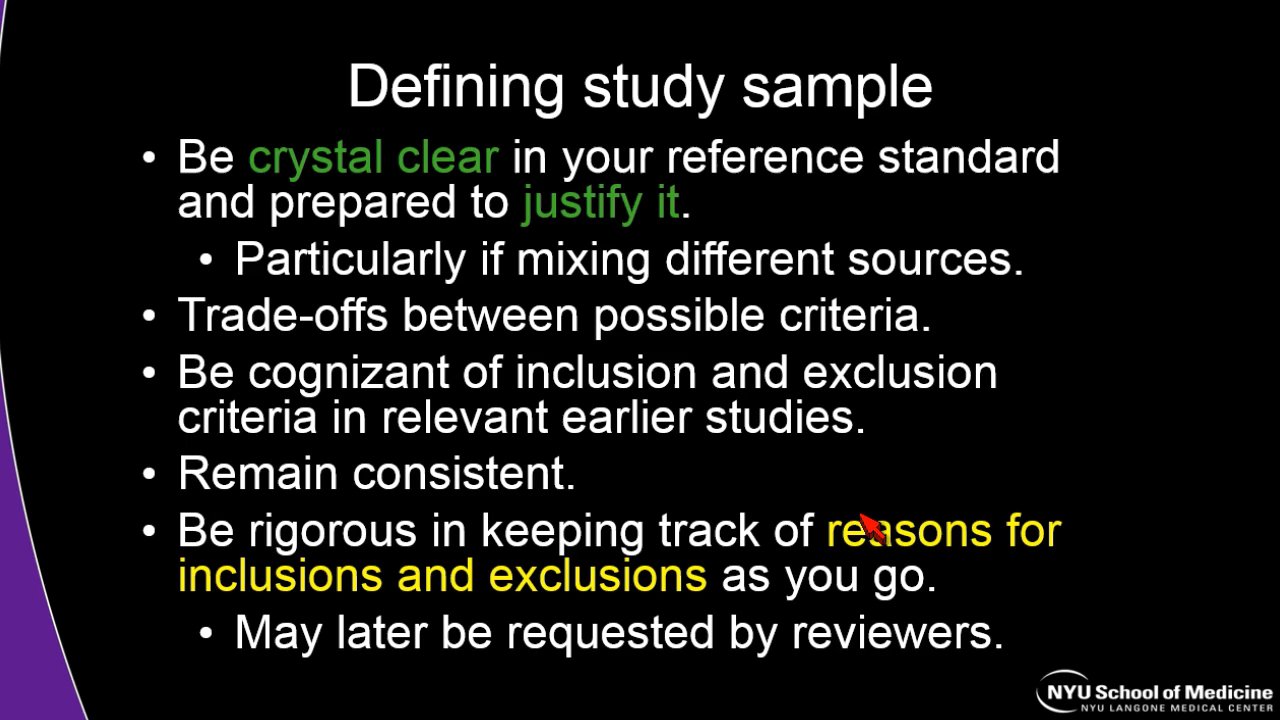 Defining study sample
• Be crystal clear in your reference standard
and prepared to justify it.
• Particularly if mixing different sources.
• Trade-offs between possible criteria.
• Be cognizant of inclusion and exclusion
criteria in relevant earlier studies.
• Remain consistent.
• Be rigorous in keeping track of reasons for
inclusions and exclusions as you go.
• May later be requested by reviewers.
NYU School of Medicine
NYU LANGONE MEDICAL CENTER